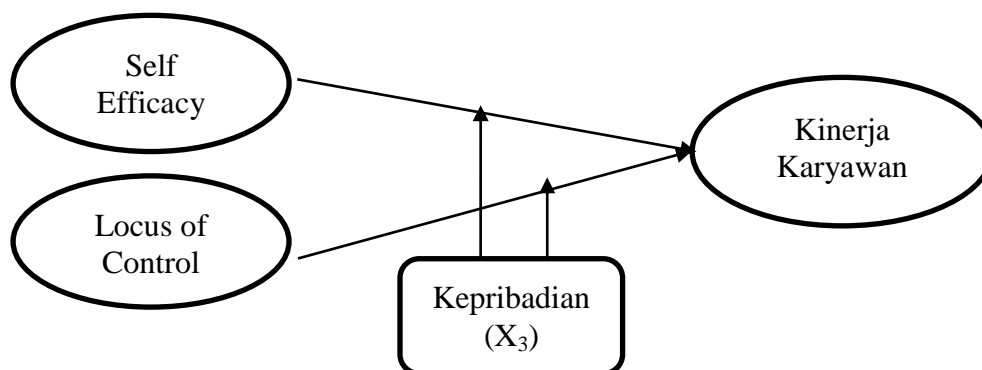 Self
Efficacy
Kinerja
Karyawan
Locus of
Control
Kepribadian
(X₃)